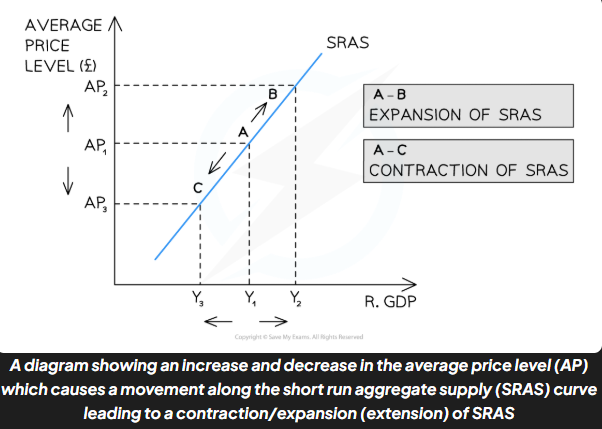 AVERAGE
PRICE
LEVEL (£)
SRAS
AP₂
B
A – B
EXPANSION OF SRAS
A
AP₁
A – C
CONTRACTION OF SRAS
C
AP₃
Y₃
Y₁
Y₂
R. GDP
Copyright © Save My Exams. All Rights Reserved
A diagram showing an increase and decrease in the average price level (AP)
which causes a movement along the short run aggregate supply (SRAS) curve
leading to a contraction/expansion (extension) of SRAS